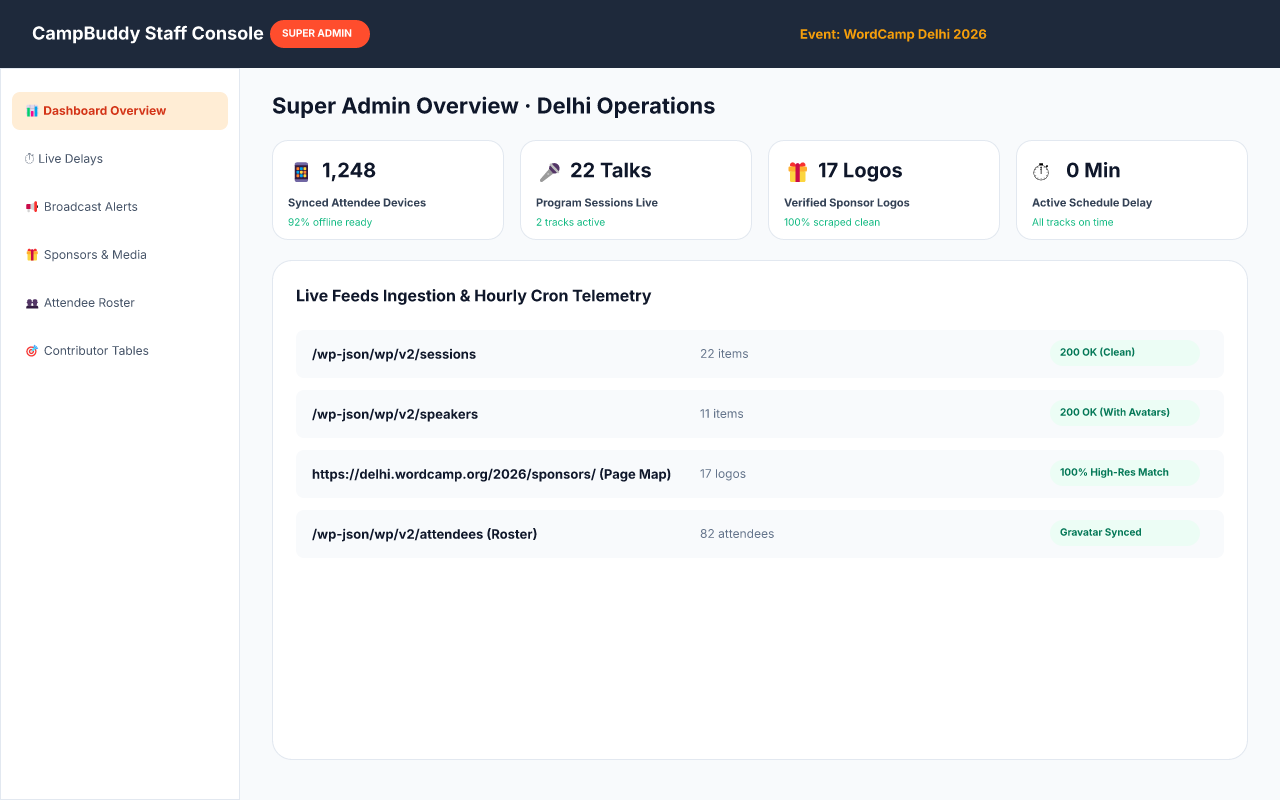 CampBuddy Staff Console
SUPER ADMIN
Event: WordCamp Delhi 2026
Dashboard Overview
Live Delays
Broadcast Alerts
Sponsors & Media
Attendee Roster
Contributor Tables
Super Admin Overview · Delhi Operations
1,248
Synced Attendee Devices
92% offline ready
22 Talks
Program Sessions Live
2 tracks active
17 Logos
Verified Sponsor Logos
100% scraped clean
0 Min
Active Schedule Delay
All tracks on time
Live Feeds Ingestion & Hourly Cron Telemetry
/wp-json/wp/v2/sessions 22 items 200 OK (Clean)
/wp-json/wp/v2/speakers 11 items 200 OK (With Avatars)
https://delhi.wordcamp.org/2026/sponsors/ (Page Map) 17 logos 100% High-Res Match
/wp-json/wp/v2/attendees (Roster) 82 attendees Gravatar Synced